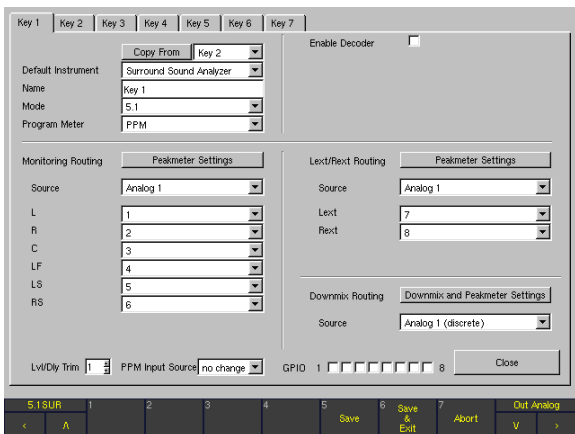 Key 1 Key 2 Key 3 Key 4 Key 5 Key 6 Key 7
Copy From Key 2 Enable Decoder
Default Instrument Surround Sound Analyzer
Name Key 1
Mode 5.1
Program Meter PPM
Monitoring Routing Peakmeter Settings Lext/Rext Routing Peakmeter Settings
Source Analog 1 Source Analog 1
L 1 Lext 7
R 2 Rext 8
C 3
LF 4
LS 5
RS 6
Downmix Routing Downmix and Peakmeter Settings
Source Analog 1 (discrete)
Lvl/Dly Trim 1 PPM Input Source no change GPIO 1 8 Close
5.1SUR 1 2 3 4 5 6 7 Out Analog
< Λ Save Save & Exit Abort V >